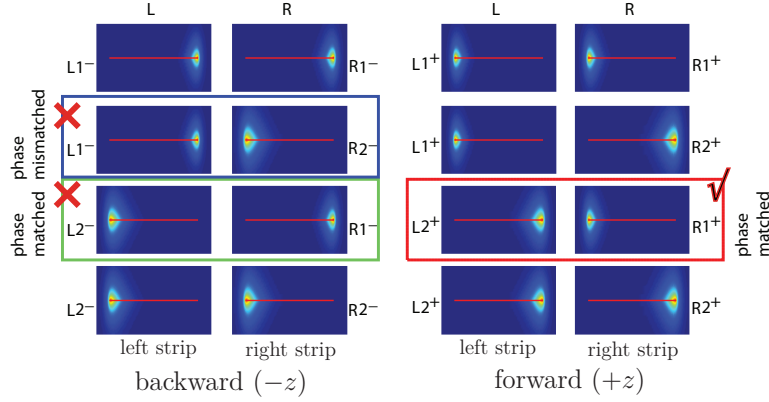 L R L R
L1⁻ R1⁻ L1⁺ R1⁺
phase mismatched
L1⁻ R2⁻ L1⁺ R2⁺
phase matched
L2⁻ R1⁻ L2⁺ R1⁺
phase matched
L2⁻ R2⁻ L2⁺ R2⁺
left strip right strip left strip right strip
backward (−z) forward (+z)